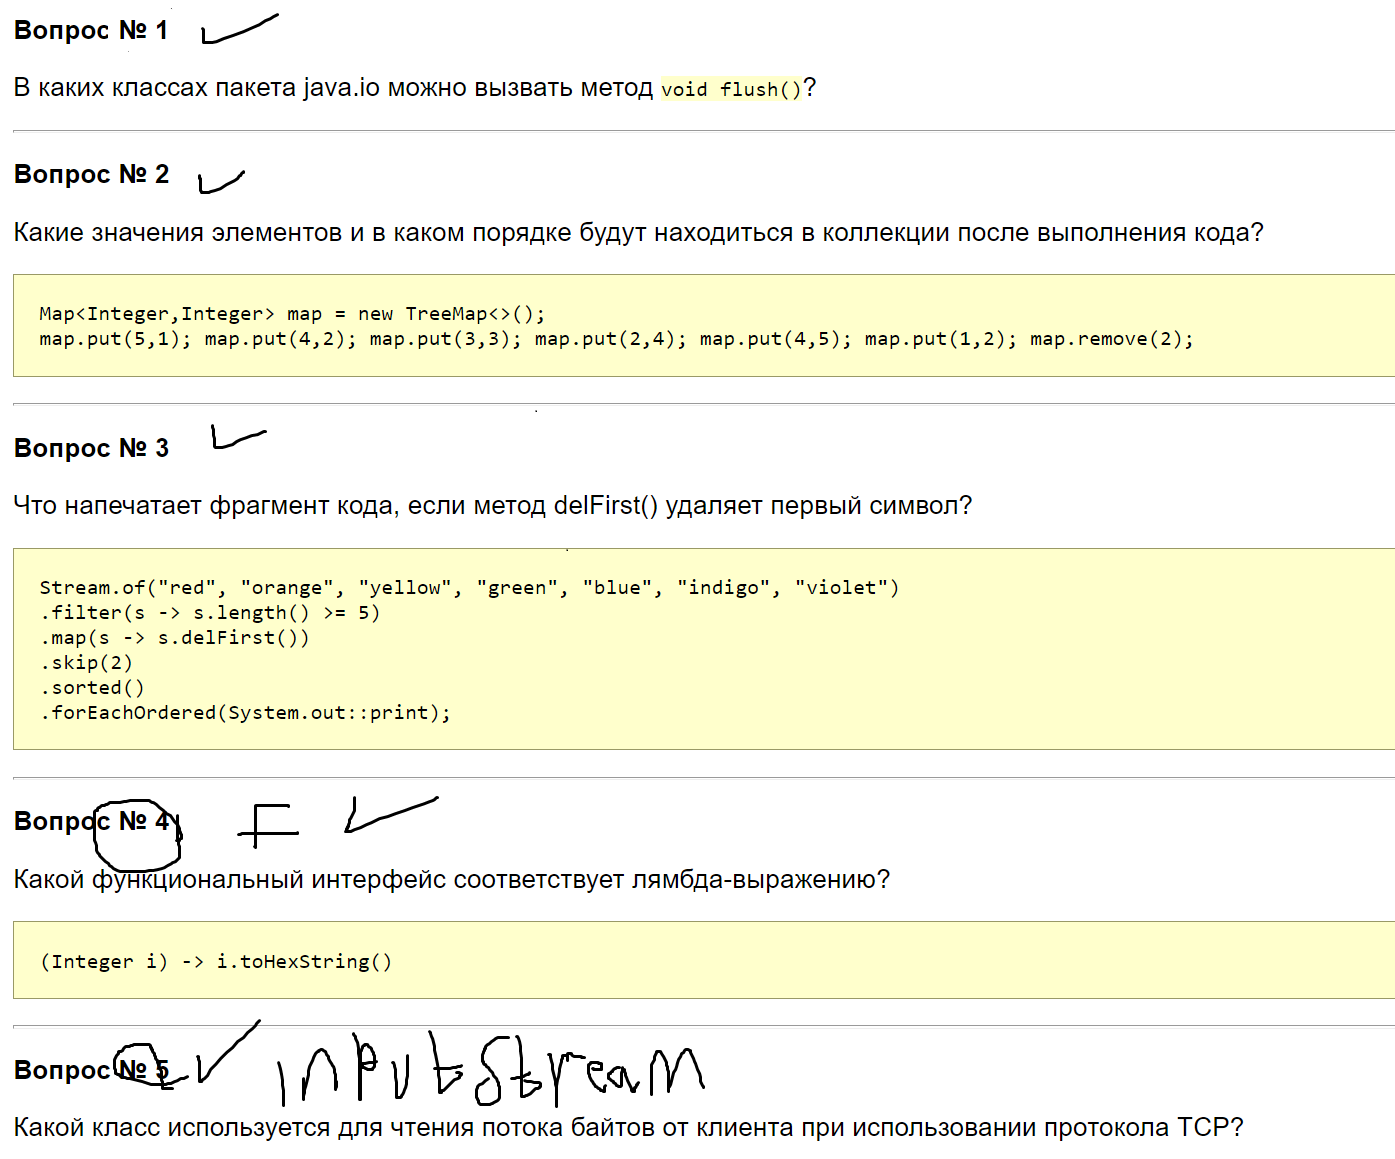 Вопрос № 1
В каких классах пакета java.io можно вызвать метод void flush()?
Вопрос № 2
Какие значения элементов и в каком порядке будут находиться в коллекции после выполнения кода?
Map<Integer,Integer> map = new TreeMap<>();
map.put(5,1); map.put(4,2); map.put(3,3); map.put(2,4); map.put(4,5); map.put(1,2); map.remove(2);
Вопрос № 3
Что напечатает фрагмент кода, если метод delFirst() удаляет первый символ?
Stream.of("red", "orange", "yellow", "green", "blue", "indigo", "violet")
.filter(s -> s.length() >= 5)
.map(s -> s.delFirst())
.skip(2)
.sorted()
.forEachOrdered(System.out::print);
Вопрос № 4 F
Какой функциональный интерфейс соответствует лямбда-выражению?
(Integer i) -> i.toHexString()
Вопрос № 5 inputStream
Какой класс используется для чтения потока байтов от клиента при использовании протокола TCP?